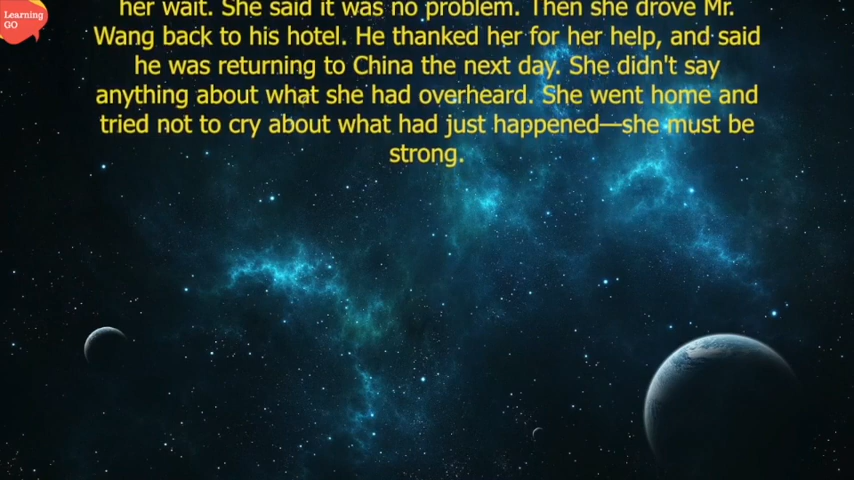 Learning
GO
her wait. She said it was no problem. Then she drove Mr.
Wang back to his hotel. He thanked her for her help, and said
he was returning to China the next day. She didn't say
anything about what she had overheard. She went home and
tried not to cry about what had just happened—she must be
strong.